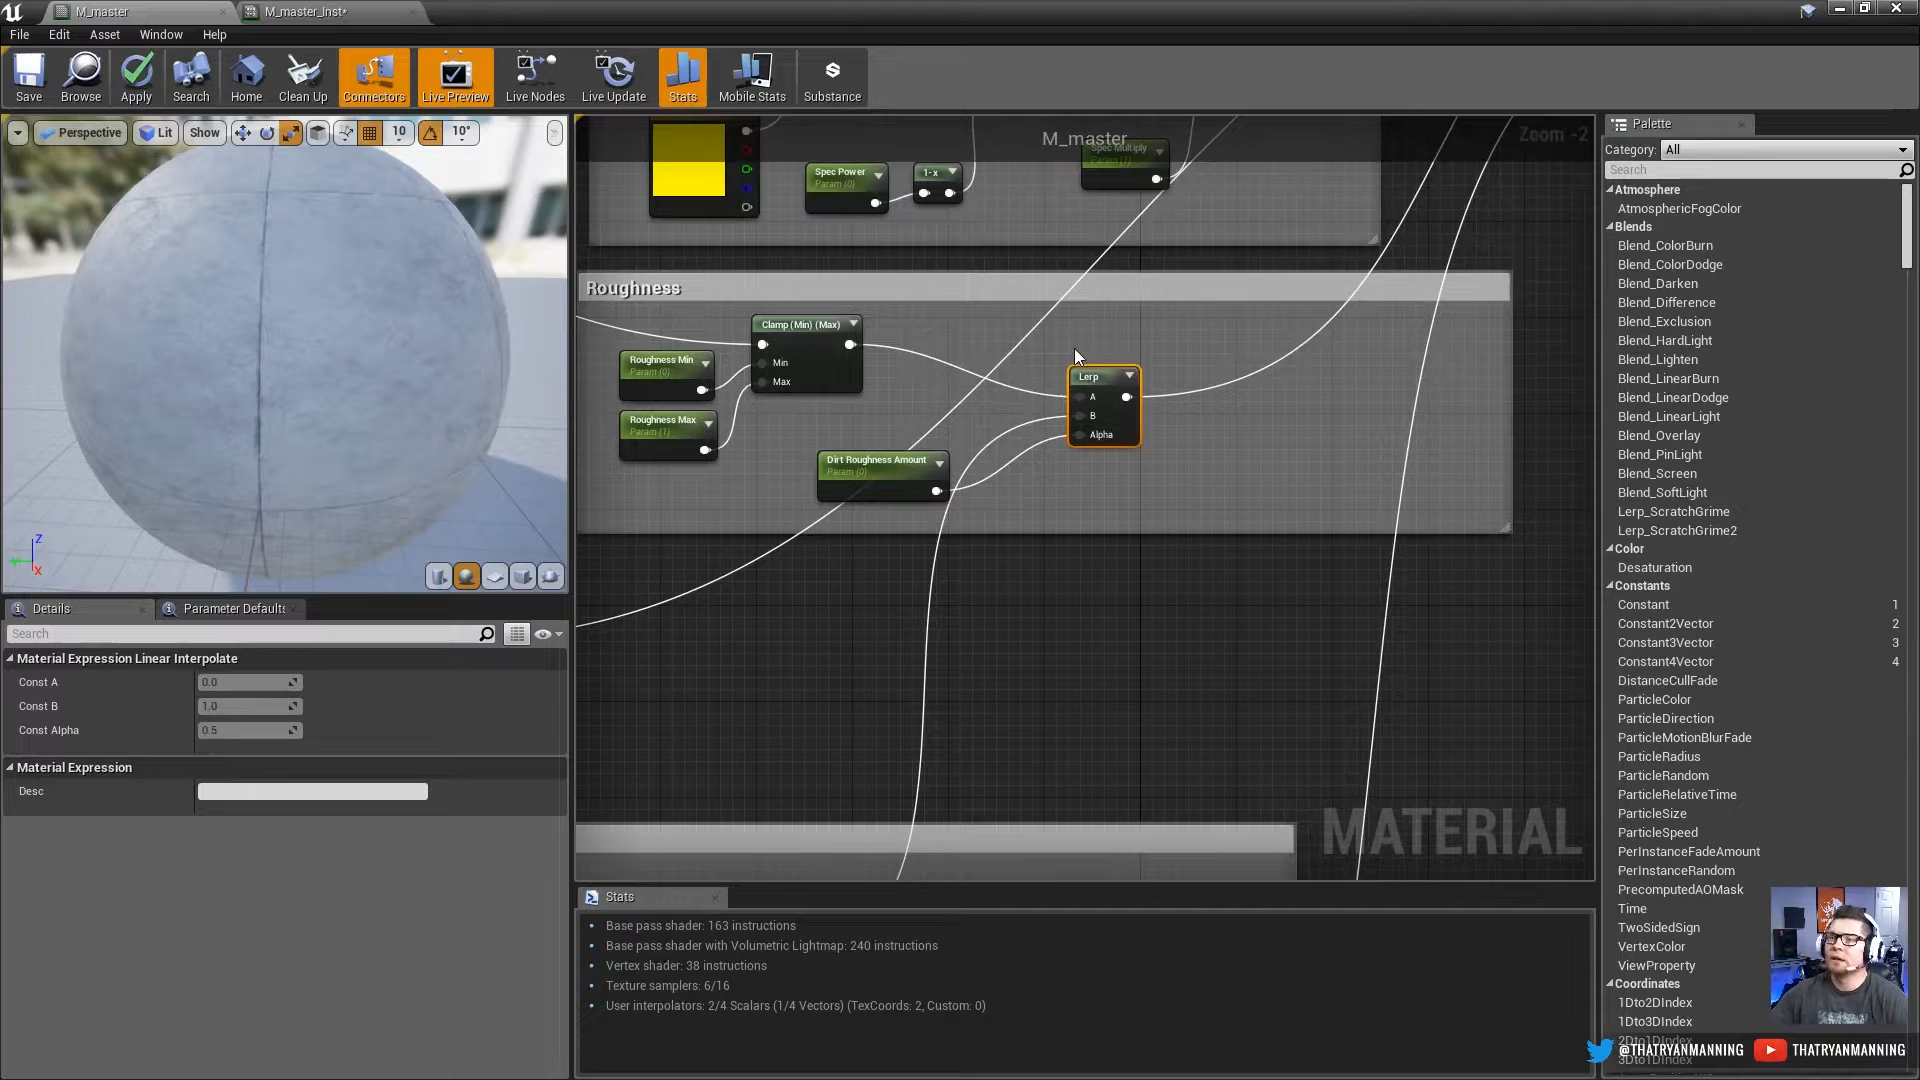 M_master
M_master_Inst*
File Edit Asset Window Help
Save Browse Apply Search Home Clean Up Connectors Live Preview Live Nodes Live Update Stats Mobile Stats Substance
Perspective Lit Show 10 10°
Z
X
M_master
Zoom -2
Spec Power
Param (0)
1-x
Spec Multiply
Param (1)
Roughness
Clamp (Min) (Max)
Min
Max
Roughness Min
Param (0)
Roughness Max
Param (1)
Dirt Roughness Amount
Param (0)
Lerp
A
B
Alpha
MATERIAL
Details
Parameter Defaults
Search
Material Expression Linear Interpolate
Const A 0.0
Const B 1.0
Const Alpha 0.5
Material Expression
Desc
Stats
Base pass shader: 163 instructions
Base pass shader with Volumetric Lightmap: 240 instructions
Vertex shader: 38 instructions
Texture samplers: 6/16
User interpolators: 2/4 Scalars (1/4 Vectors) (TexCoords: 2, Custom: 0)
Palette
Category: All
Search
Atmosphere
AtmosphericFogColor
Blends
Blend_ColorBurn
Blend_ColorDodge
Blend_Darken
Blend_Difference
Blend_Exclusion
Blend_HardLight
Blend_Lighten
Blend_LinearBurn
Blend_LinearDodge
Blend_LinearLight
Blend_Overlay
Blend_PinLight
Blend_Screen
Blend_SoftLight
Lerp_ScratchGrime
Lerp_ScratchGrime2
Color
Desaturation
Constants
Constant 1
Constant2Vector 2
Constant3Vector 3
Constant4Vector 4
DistanceCullFade
ParticleColor
ParticleDirection
ParticleMotionBlurFade
ParticleRadius
ParticleRandom
ParticleRelativeTime
ParticleSize
ParticleSpeed
PerInstanceFadeAmount
PerInstanceRandom
PrecomputedAOMask
Time
TwoSidedSign
VertexColor
ViewProperty
Coordinates
1Dto2DIndex
1Dto3DIndex
2Dto1DIndex
3Dto1DIndex
@THATRYANMANNING THATRYANMANNING